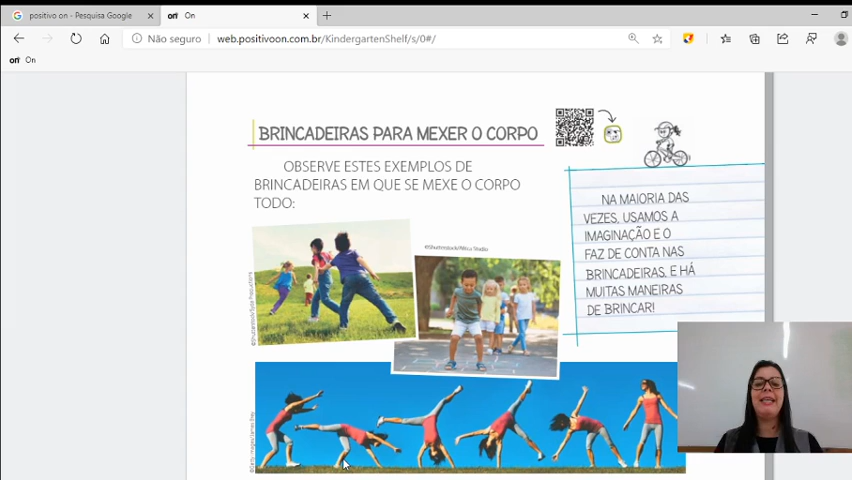 positivo on - Pesquisa Google
On
Não seguro
web.positivoon.com.br/KindergartenShelf/s/0#/
on On
BRINCADEIRAS PARA MEXER O CORPO
OBSERVE ESTES EXEMPLOS DE
BRINCADEIRAS EM QUE SE MEXE O CORPO
TODO:
NA MAIORIA DAS
VEZES, USAMOS A
IMAGINAÇÃO E O
FAZ DE CONTA NAS
BRINCADEIRAS, E HÁ
MUITAS MANEIRAS
DE BRINCAR!